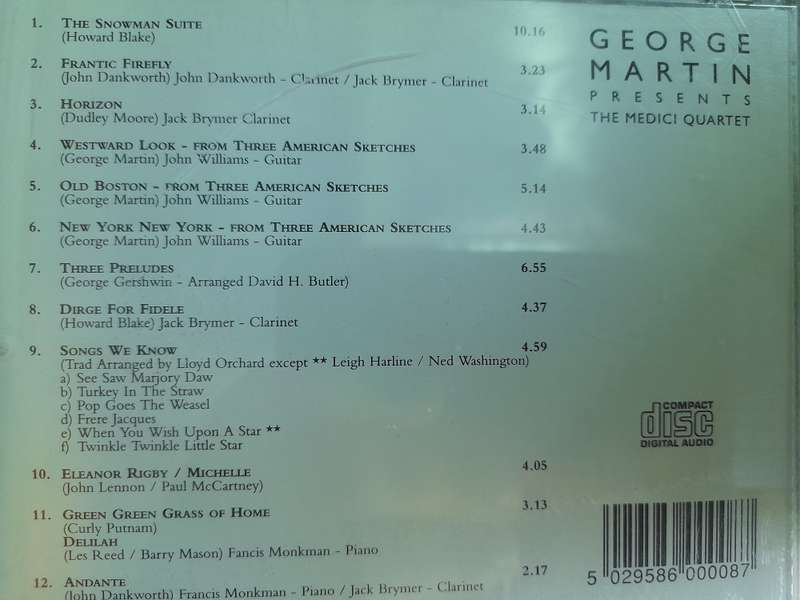 1. THE SNOWMAN SUITE 10.16
(Howard Blake)
2. FRANTIC FIREFLY 3.23
(John Dankworth) John Dankworth - Clarinet / Jack Brymer - Clarinet
3. HORIZON 3.14
(Dudley Moore) Jack Brymer Clarinet
4. WESTWARD LOOK - FROM THREE AMERICAN SKETCHES 3.48
(George Martin) John Williams - Guitar
5. OLD BOSTON - FROM THREE AMERICAN SKETCHES 5.14
(George Martin) John Williams - Guitar
6. NEW YORK NEW YORK - FROM THREE AMERICAN SKETCHES 4.43
(George Martin) John Williams - Guitar
7. THREE PRELUDES 6.55
(George Gershwin - Arranged David H. Butler)
8. DIRGE FOR FIDELE 4.37
(Howard Blake) Jack Brymer - Clarinet
9. SONGS WE KNOW 4.59
(Trad Arranged by Lloyd Orchard except ** Leigh Harline / Ned Washington)
a) See Saw Marjory Daw
b) Turkey In The Straw
c) Pop Goes The Weasel
d) Frere Jacques
e) When You Wish Upon A Star **
f) Twinkle Twinkle Little Star
10. ELEANOR RIGBY / MICHELLE 4.05
(John Lennon / Paul McCartney)
11. GREEN GREEN GRASS OF HOME 3.13
(Curly Putnam)
DELILAH
(Les Reed / Barry Mason) Fancis Monkman - Piano
12. ANDANTE 2.17
(John Dankworth) Francis Monkman - Piano / Jack Brymer - Clarinet
GEORGE
MARTIN
PRESENTS
THE MEDICI QUARTET
COMPACT
disc
DIGITAL AUDIO
5 029586 000087